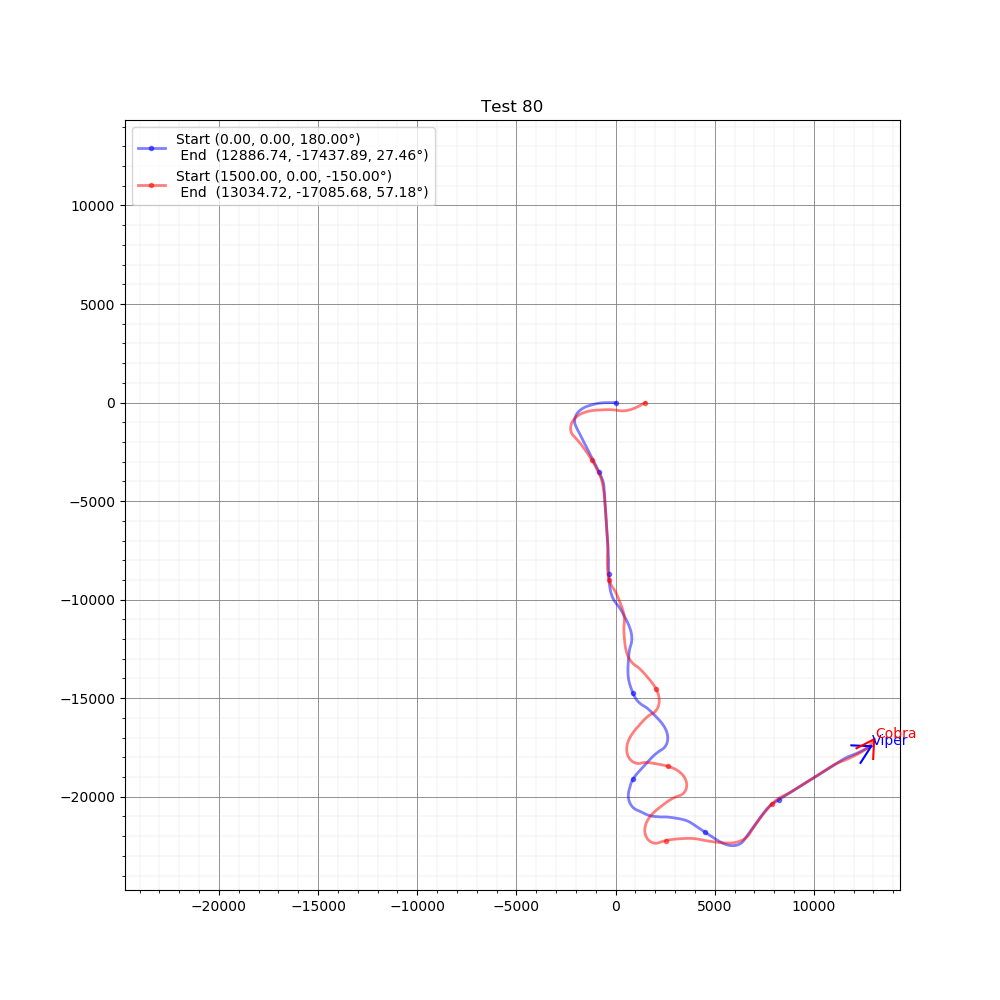 Test 80
Start (0.00, 0.00, 180.00°)
End (12886.74, -17437.89, 27.46°)
Start (1500.00, 0.00, -150.00°)
End (13034.72, -17085.68, 57.18°)
10000
5000
0
−5000
−10000
−15000
−20000
Cobra
Viper
−20000 −15000 −10000 −5000 0 5000 10000